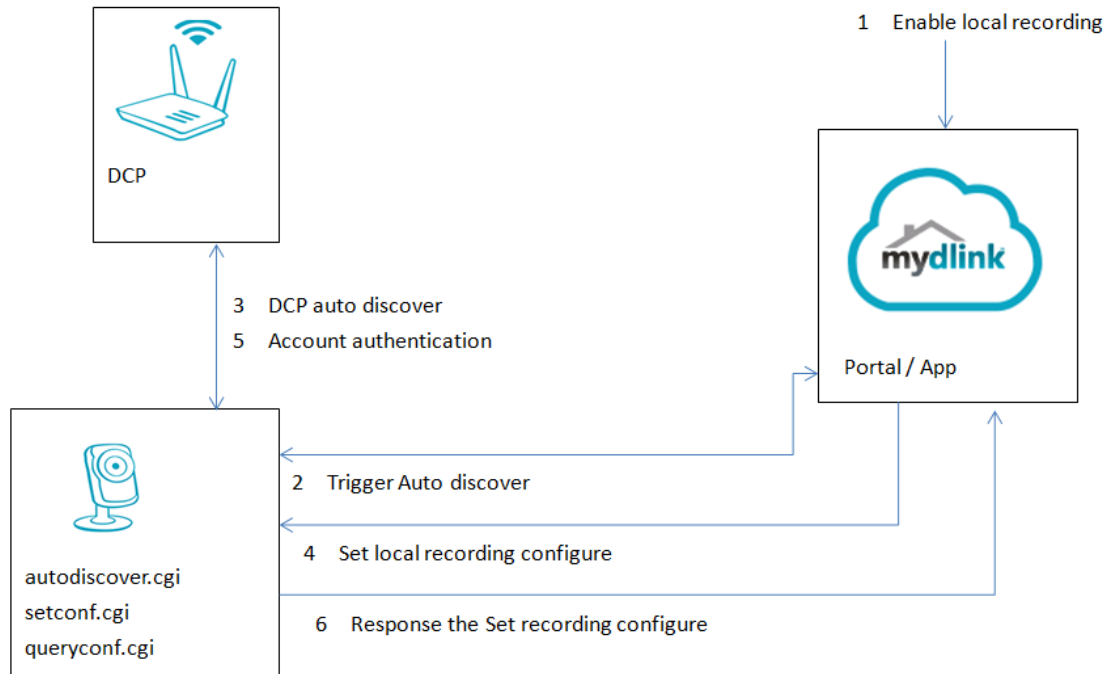 1 Enable local recording
DCP
mydlink
Portal / App
3 DCP auto discover
5 Account authentication
2 Trigger Auto discover
4 Set local recording configure
6 Response the Set recording configure
autodiscover.cgi
setconf.cgi
queryconf.cgi